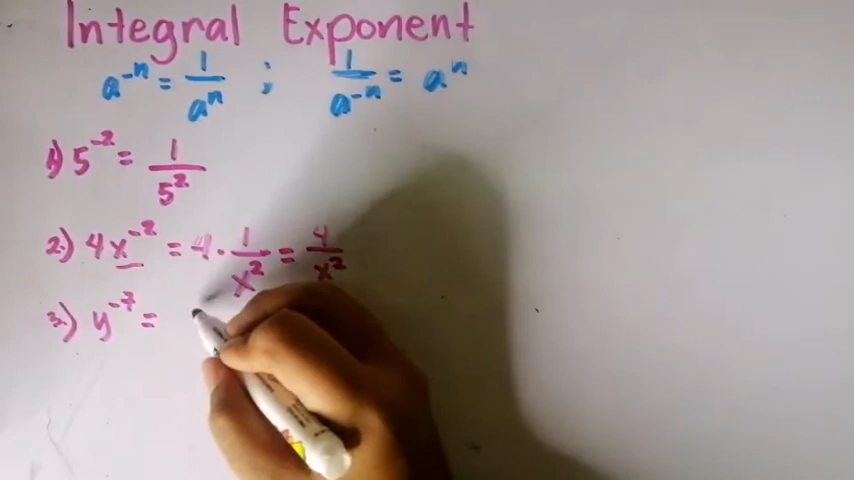 Integral Exponent
a⁻ⁿ = 1/aⁿ ; 1/a⁻ⁿ = aⁿ
1) 5⁻² = 1/5²
2.) 4x⁻² = 4 · 1/x² = 4/x²
3.) y⁻⁷ =